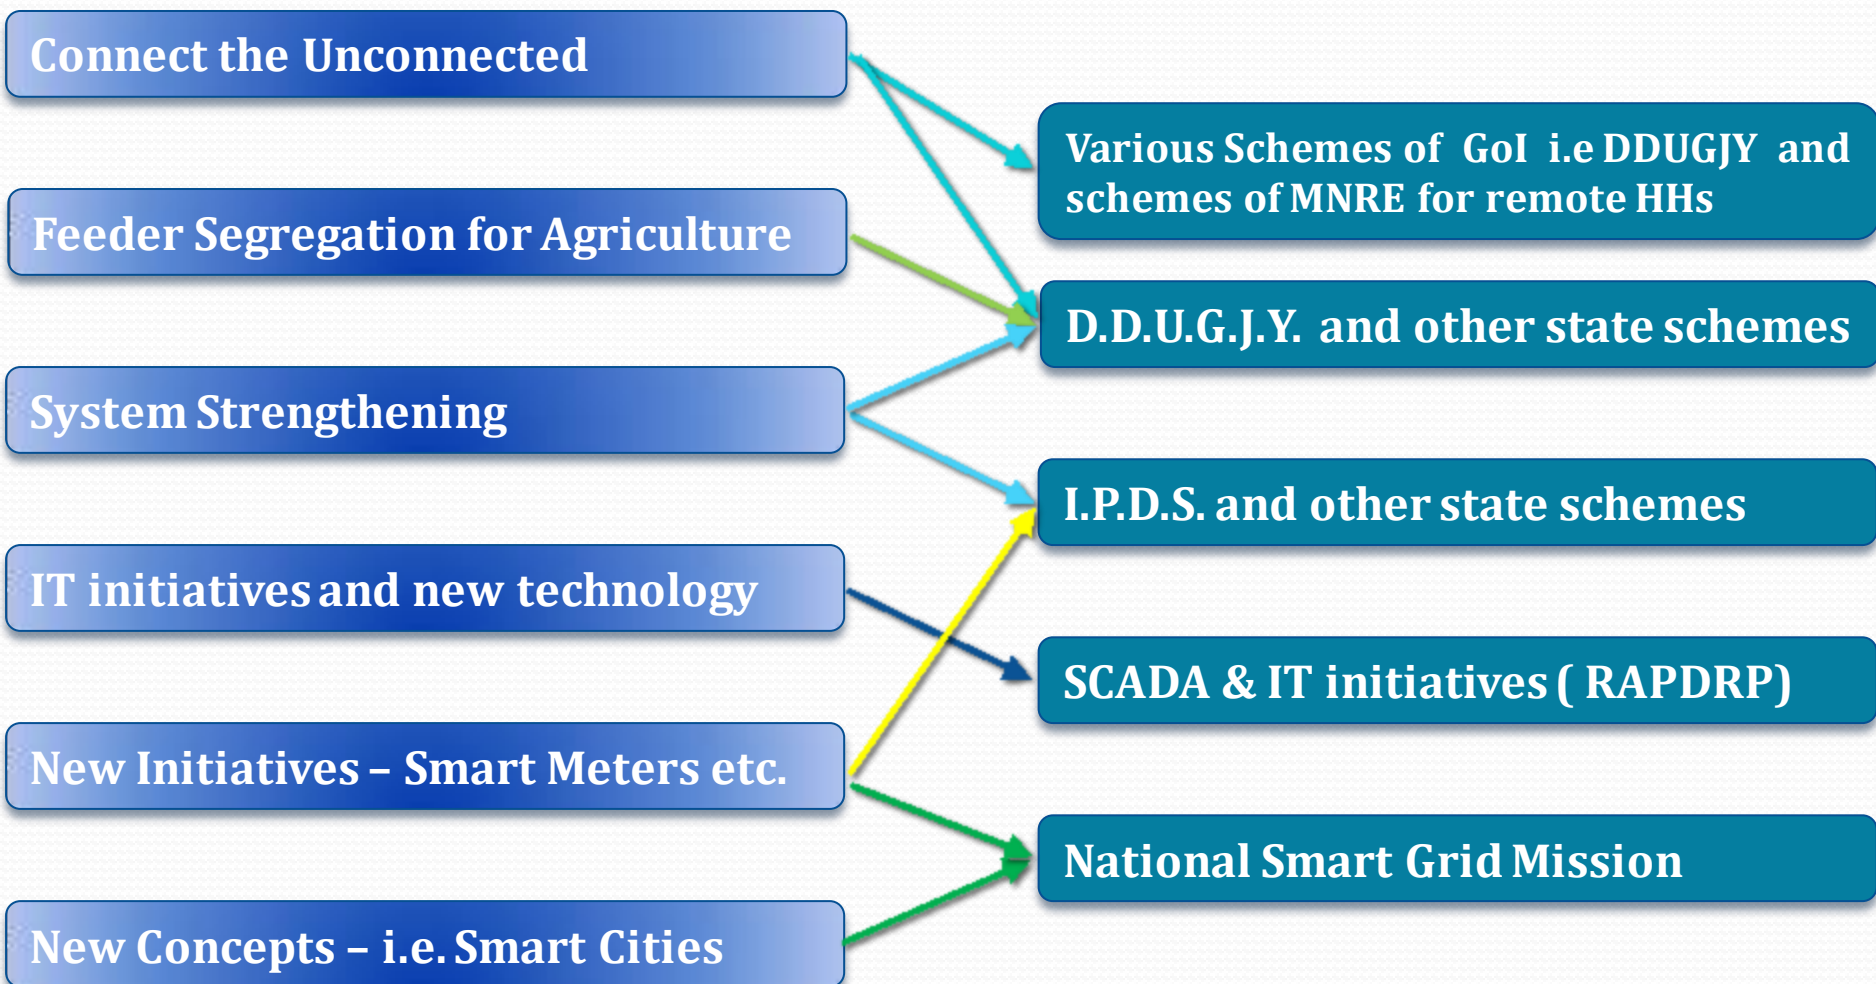 Connect the Unconnected
Feeder Segregation for Agriculture
System Strengthening
IT initiatives and new technology
New Initiatives – Smart Meters etc.
New Concepts – i.e. Smart Cities
Various Schemes of GoI i.e DDUGJY and
schemes of MNRE for remote HHs
D.D.U.G.J.Y. and other state schemes
I.P.D.S. and other state schemes
SCADA & IT initiatives ( RAPDRP)
National Smart Grid Mission